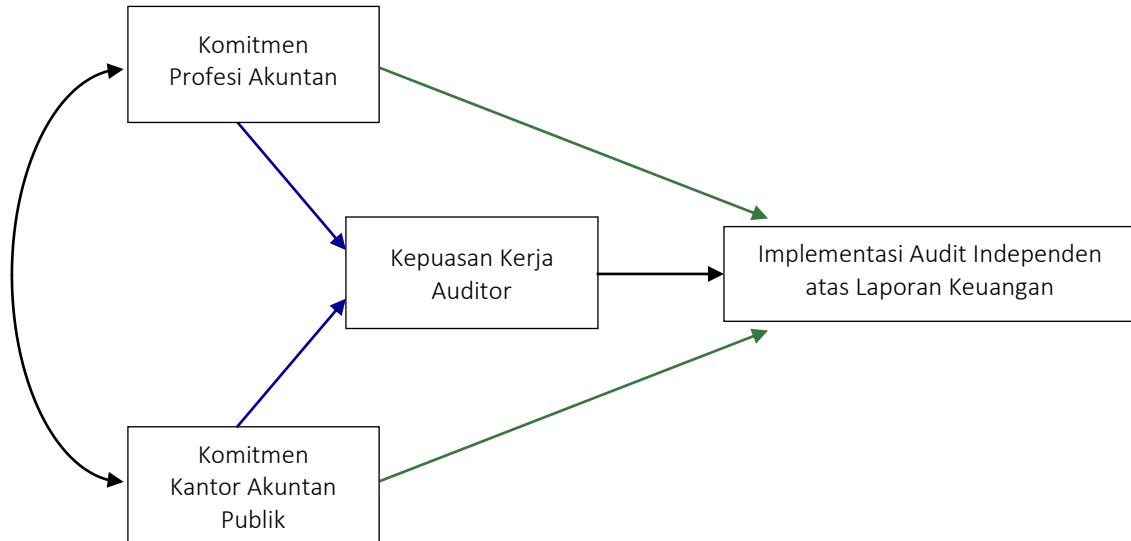 Komitmen
Profesi Akuntan
Kepuasan Kerja
Auditor
Implementasi Audit Independen
atas Laporan Keuangan
Komitmen
Kantor Akuntan
Publik